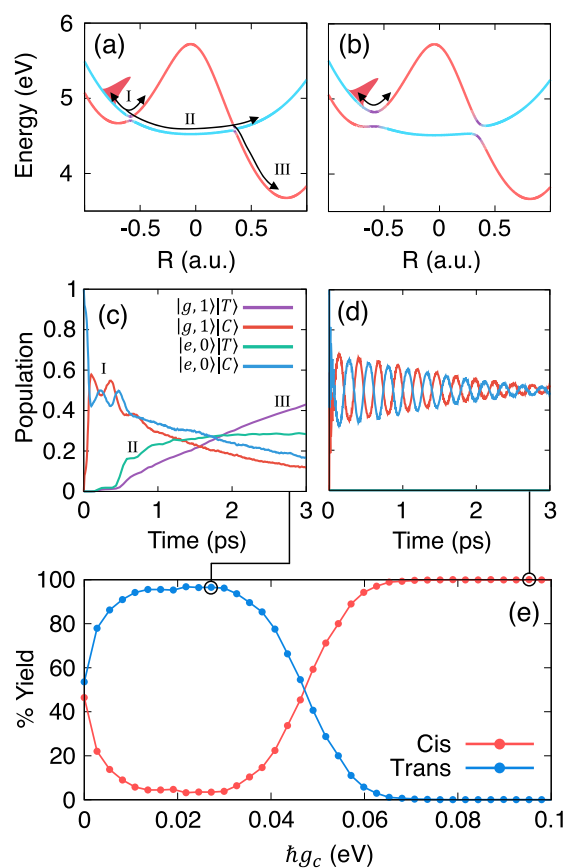 (a)
(b)
Energy (eV)
6
5
4
I
II
III
-0.5
0
0.5
-0.5
0
0.5
R (a.u.)
R (a.u.)
(c)
(d)
|g, 1⟩|T⟩
|g, 1⟩|C⟩
|e, 0⟩|T⟩
|e, 0⟩|C⟩
Population
1
0.8
0.6
0.4
0.2
0
I
II
III
0
1
2
3
0
1
2
3
Time (ps)
Time (ps)
(e)
% Yield
100
80
60
40
20
0
Cis
Trans
0
0.02
0.04
0.06
0.08
0.1
ℏg𝑐 (eV)